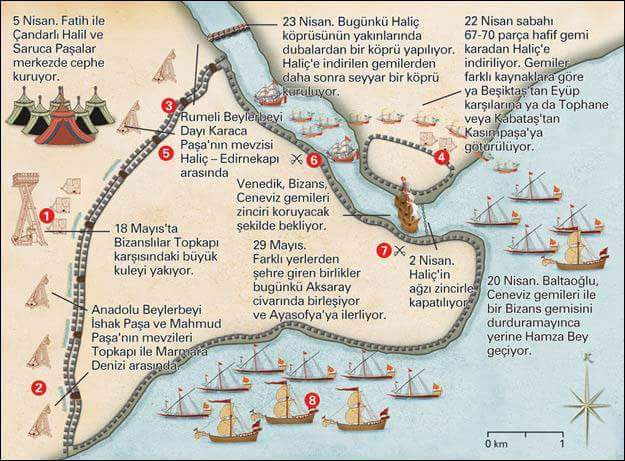 5 Nisan. Fatih ile
Çandarlı Halil ve
Saruca Paşalar
merkezde cephe
kuruyor.
23 Nisan. Bugünkü Haliç
köprüsünün yakınlarında
dubalardan bir köprü yapılıyor.
Haliç'e indirilen gemilerden
daha sonra seyyar bir köprü
kuruluyor.
22 Nisan sabahı
67-70 parça hafif gemi
karadan Haliç'e
indiriliyor. Gemiler
farklı kaynaklara göre
ya Beşiktaş'tan Eyüp
karşılarına ya da Tophane
veya Kabataş'tan
Kasımpaşa'ya
götürülüyor.
3
Rumeli Beylerbeyi
Dayı Karaca
Paşa'nın mevzisi
Haliç – Edirnekapı
arasında
5
6
4
1
Venedik, Bizans,
Ceneviz gemileri
zinciri koruyacak
şekilde bekliyor.
18 Mayıs'ta
Bizanslılar Topkapı
karşısındaki büyük
kuleyi yakıyor.
29 Mayıs.
Farklı yerlerden
şehre giren birlikler
bugünkü Aksaray
civarında birleşiyor
ve Ayasofya'ya ilerliyor.
7
2 Nisan.
Haliç'in
ağzı zincirle
kapatılıyor.
20 Nisan. Baltaoğlu,
Ceneviz gemileri ile
bir Bizans gemisini
durduramayınca
yerine Hamza Bey
geçiyor.
Anadolu Beylerbeyi
İshak Paşa ve Mahmud
Paşa'nın mevzileri
Topkapı ile Marmara
Denizi arasında.
2
8
0 km 1